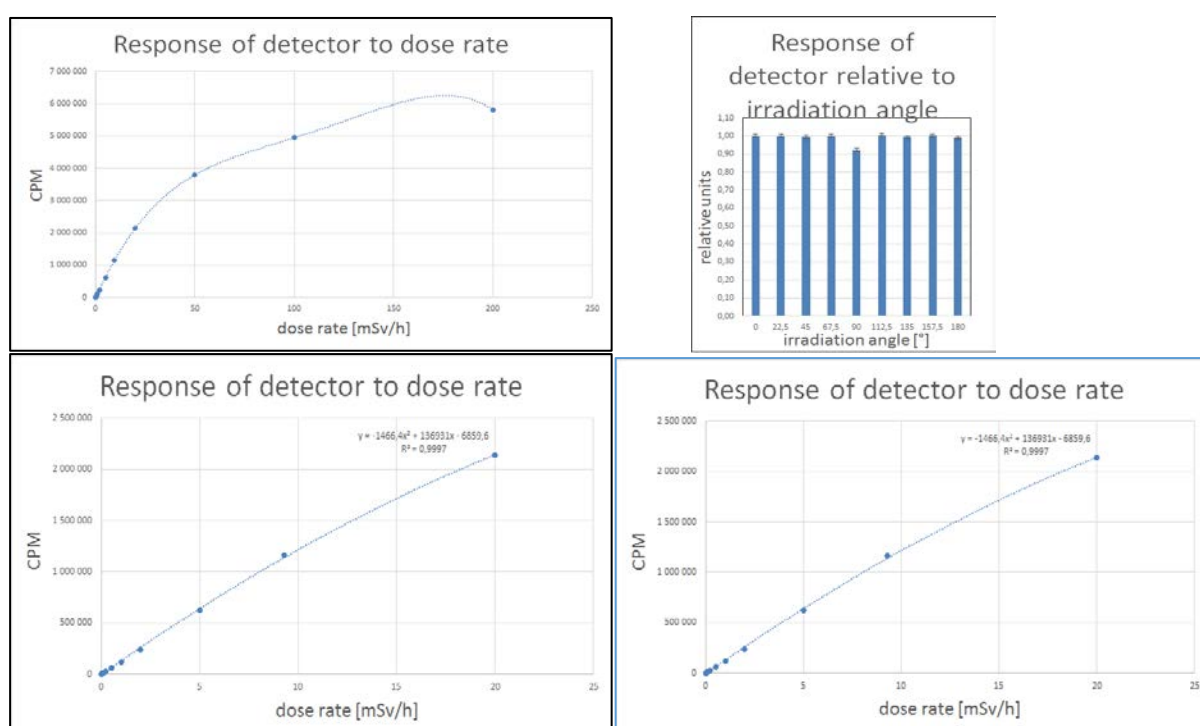 Response of detector to dose rate
7 000 000
6 000 000
5 000 000
4 000 000
3 000 000
2 000 000
1 000 000
0
CPM
0 50 100 150 200 250
dose rate [mSv/h]
Response of
detector relative to
irradiation angle
1,10
1,00
0,90
0,80
0,70
0,60
0,50
0,40
0,30
0,20
0,10
0,00
relative units
0 22,5 45 67,5 90 112,5 135 157,5 180
irradiation angle [°]
Response of detector to dose rate
2 500 000
2 000 000
1 500 000
1 000 000
500 000
0
CPM
y = -1466,4x² + 136931x - 6859,6
R² = 0,9997
0 5 10 15 20 25
dose rate [mSv/h]
Response of detector to dose rate
2 500 000
2 000 000
1 500 000
1 000 000
500 000
0
CPM
y = -1466,4x² + 136931x - 6859,6
R² = 0,9997
0 5 10 15 20 25
dose rate [mSv/h]